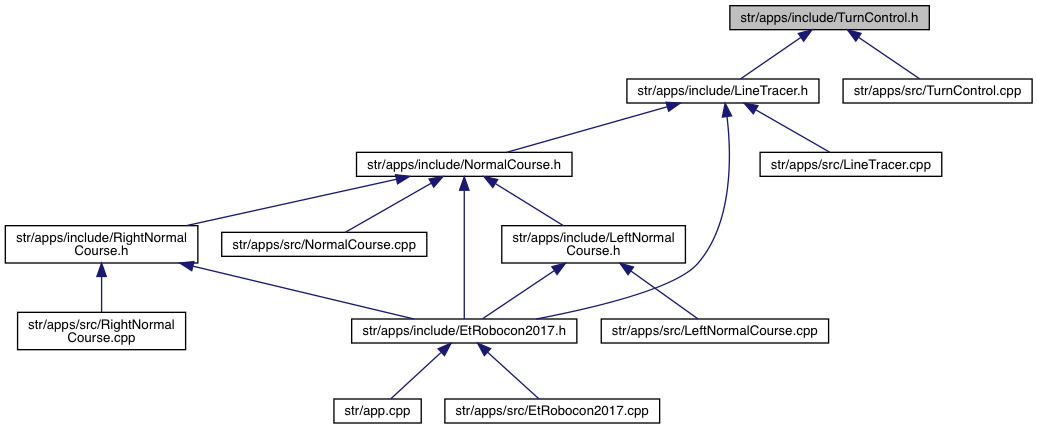 str/apps/include/TurnControl.h
str/apps/include/LineTracer.h
str/apps/src/TurnControl.cpp
str/apps/include/NormalCourse.h
str/apps/src/LineTracer.cpp
str/apps/include/RightNormal
Course.h
str/apps/src/NormalCourse.cpp
str/apps/include/LeftNormal
Course.h
str/apps/src/RightNormal
Course.cpp
str/apps/include/EtRobocon2017.h
str/apps/src/LeftNormalCourse.cpp
str/app.cpp
str/apps/src/EtRobocon2017.cpp